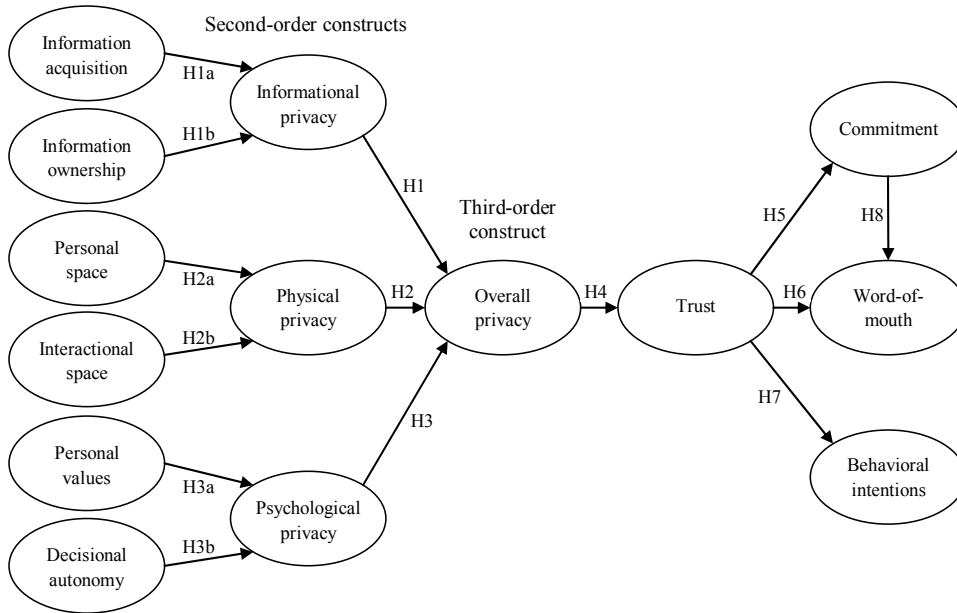 Second-order constructs
Information
acquisition
H1a
Informational
privacy
H1b
Information
ownership
H1
Third-order
construct
Personal
space
H2a
Physical
privacy
H2b
Interactional
space
H2
Overall
privacy
H4
Trust
H5
Commitment
H8
H6
Word-of-
mouth
H7
Behavioral
intentions
H3
Personal
values
H3a
Psychological
privacy
H3b
Decisional
autonomy